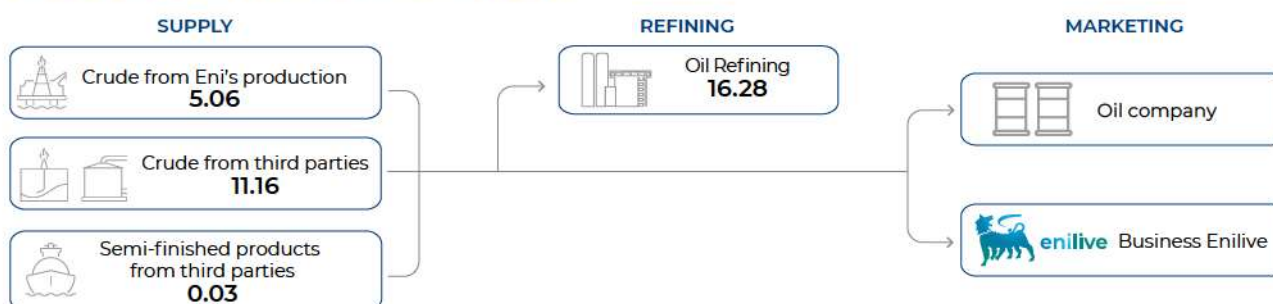 SUPPLY
REFINING
MARKETING
Crude from Eni's production
5.06
Crude from third parties
11.16
Semi-finished products
from third parties
0.03
Oil Refining
16.28
Oil company
enilive Business Enilive